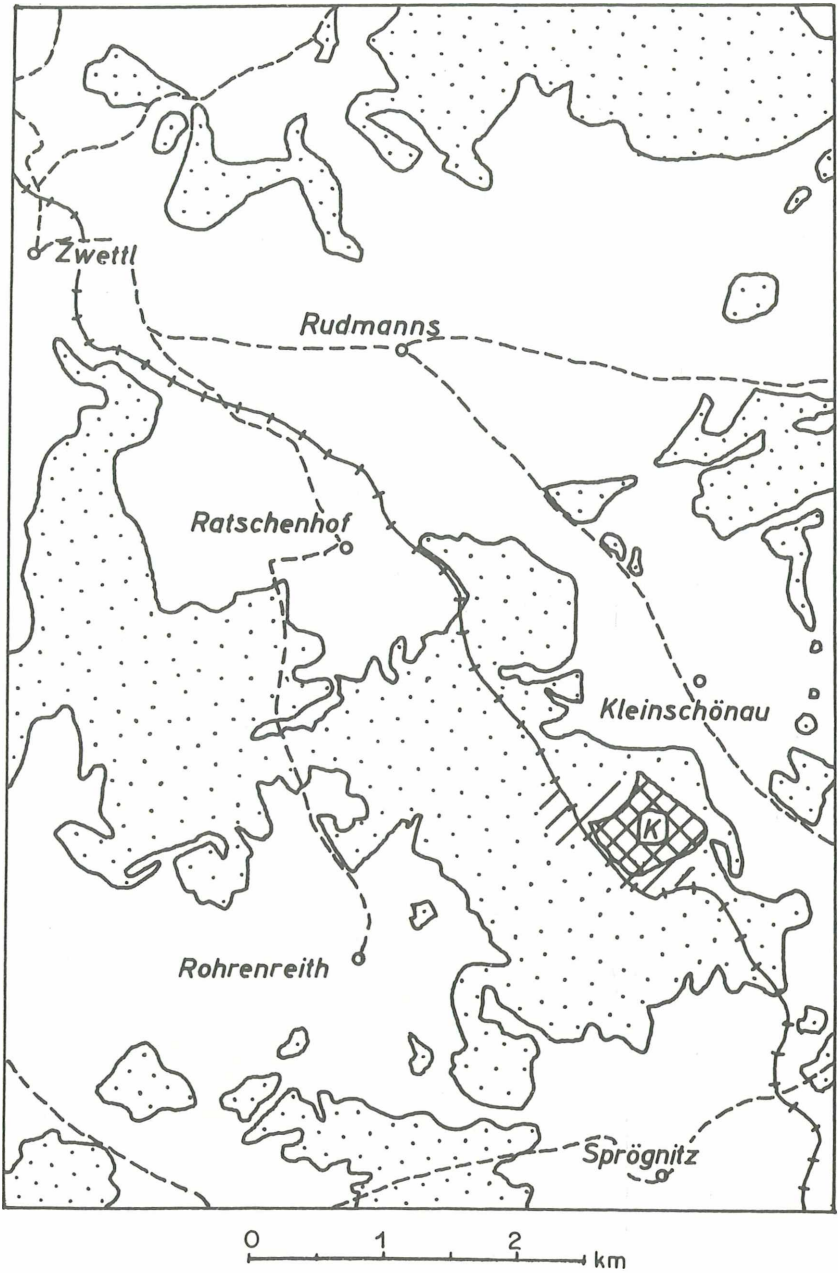 Zwettl
Rudmanns
Ratschenhof
Kleinschönau
K
Rohrenreith
Sprögnitz
0 1 2 km